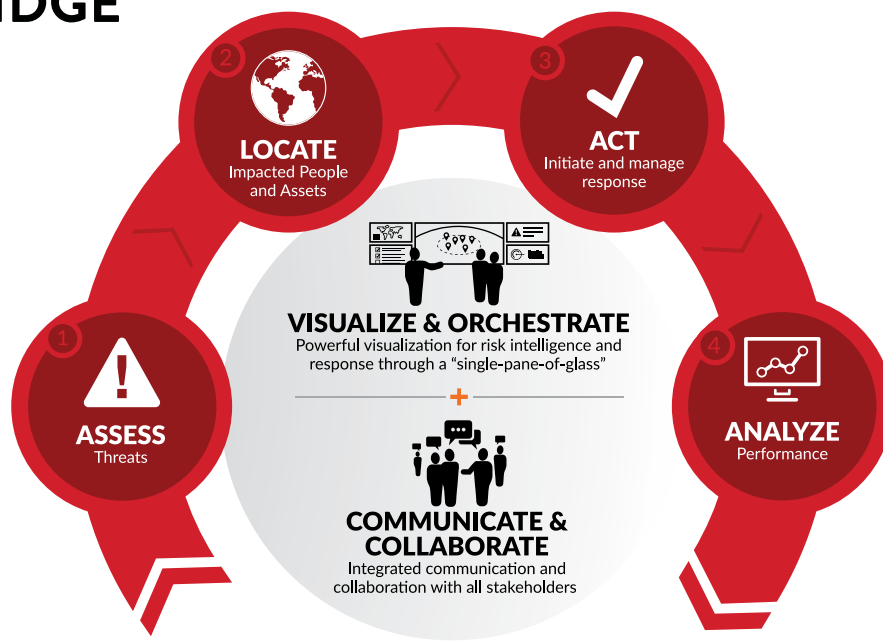 IDGE
2
LOCATE
Impacted People
and Assets
3
ACT
Initiate and manage
response
1
ASSESS
Threats
VISUALIZE & ORCHESTRATE
Powerful visualization for risk intelligence and
response through a “single-pane-of-glass”
+
COMMUNICATE &
COLLABORATE
Integrated communication and
collaboration with all stakeholders
4
ANALYZE
Performance